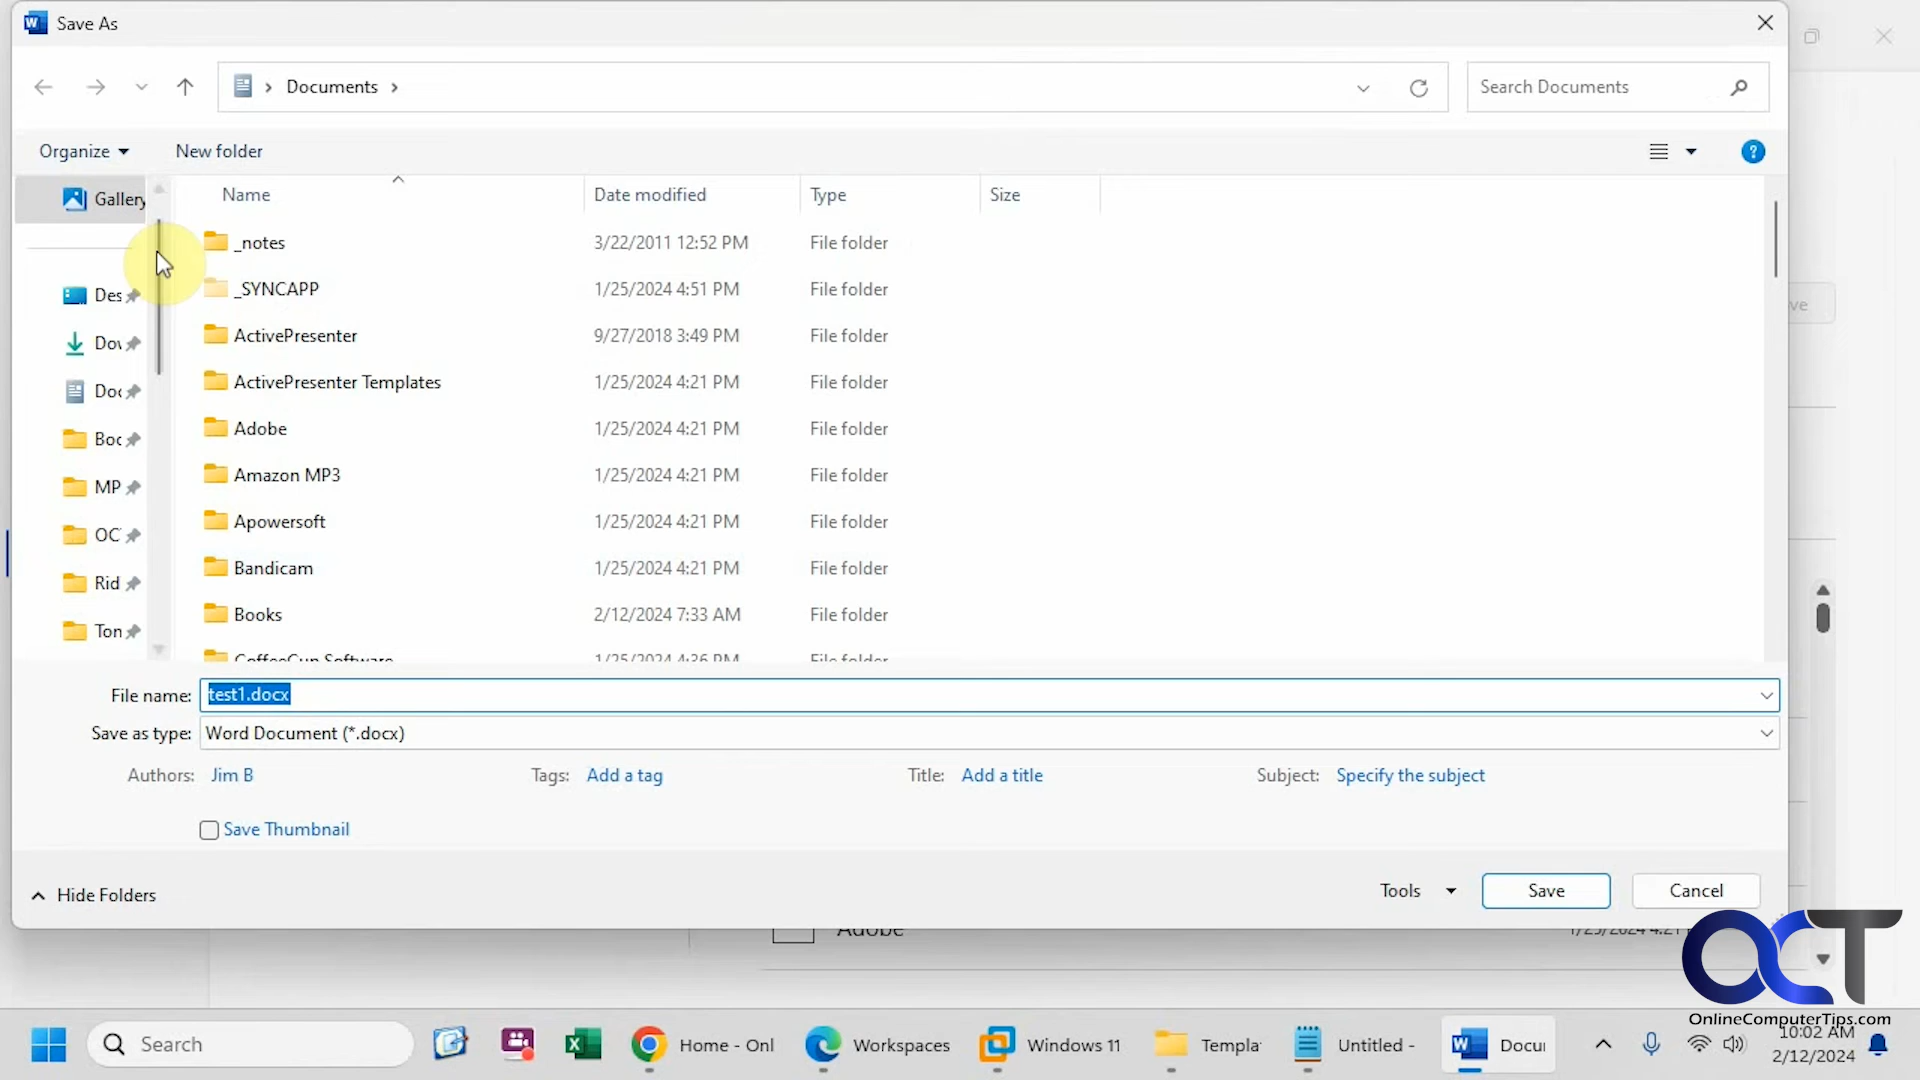 Save As
Documents
Search Documents
Organize
New folder
?
Gallery
Name
Date modified
Type
Size
_notes
3/22/2011 12:52 PM
File folder
Des
_SYNCAPP
1/25/2024 4:51 PM
File folder
Dov
ActivePresenter
9/27/2018 3:49 PM
File folder
Doc
ActivePresenter Templates
1/25/2024 4:21 PM
File folder
Boc
Adobe
1/25/2024 4:21 PM
File folder
MP
Amazon MP3
1/25/2024 4:21 PM
File folder
OC
Apowersoft
1/25/2024 4:21 PM
File folder
Rid
Bandicam
1/25/2024 4:21 PM
File folder
Ton
Books
2/12/2024 7:33 AM
File folder
CoffeeCup Software
1/25/2024 4:36 PM
File folder
File name:
test1.docx
Save as type:
Word Document (*.docx)
Authors:
Jim B
Tags:
Add a tag
Title:
Add a title
Subject:
Specify the subject
Save Thumbnail
Hide Folders
Tools
Save
Cancel
ve
Adobe
1/25/2024 4:21
OCT
OnlineComputerTips.com
Search
Home - Onl
Workspaces
Windows 11
Templa
Untitled -
Docu
10:02 AM
2/12/2024